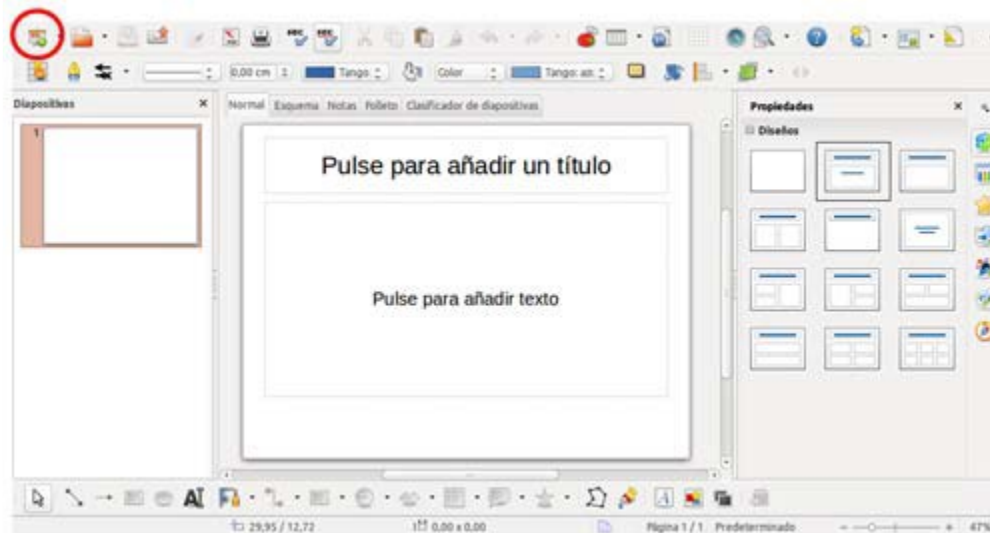 0,00 cm
Tango
Color
Tango: az
Diapositivas
Normal Esquema Notas Folleto Clasificador de diapositivas
Propiedades
Diseños
1
Pulse para añadir un título
Pulse para añadir texto
29,95 / 12,72
0,00 x 0,00
Página 1 / 1
Predeterminado
47%